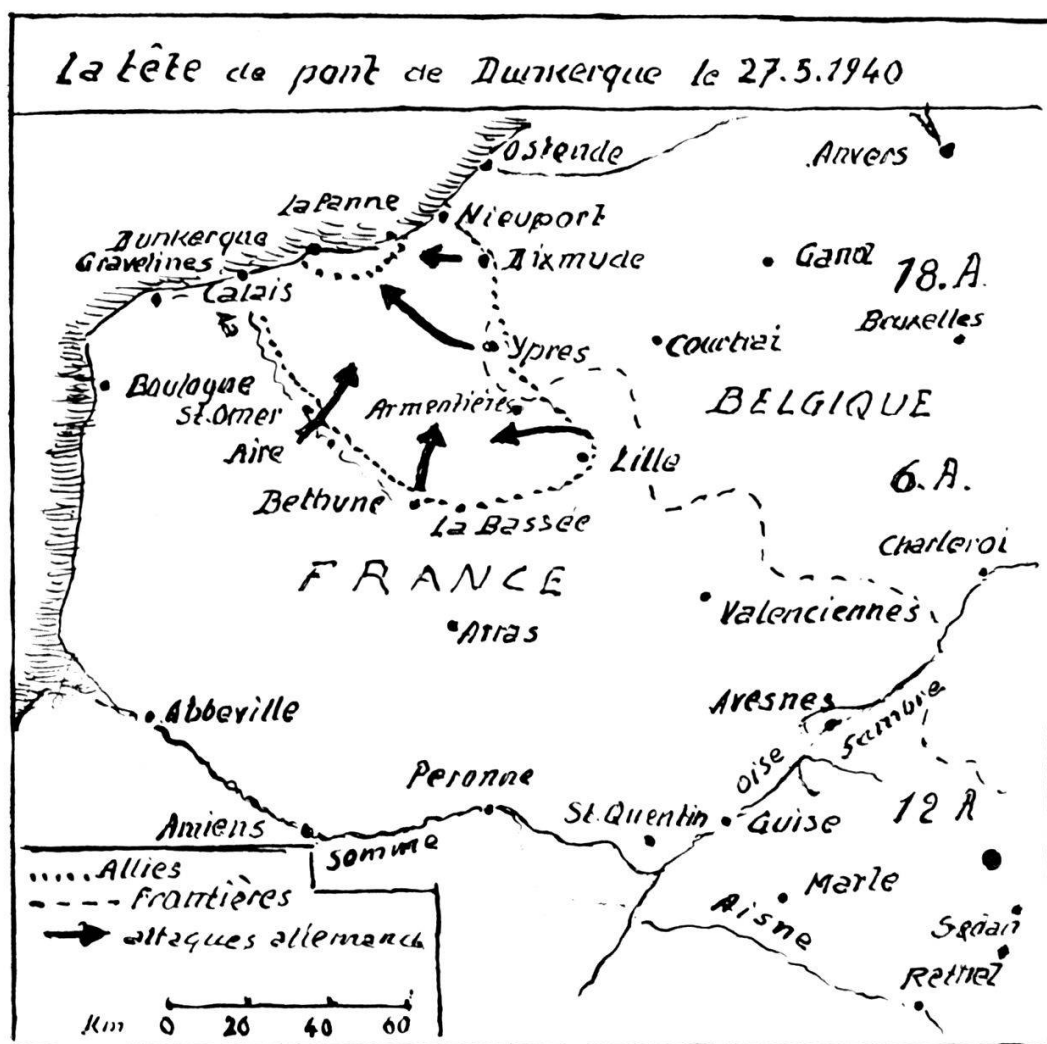 La tête de pont de Dunkerque le 27.5.1940
Ostende
Anvers
La Panne
Nieuport
Dunkerque
Gravelines
Dixmude
Gand
18.A.
Calais
Aa
Bruxelles
Ypres
Courtrai
Boulogne
St.Omer
Armentières
BELGIQUE
Aire
Lille
6.A.
Bethune
La Bassée
Charleroi
FRANCE
Valenciennes
Arras
Avesnes
Sambre
Abbeville
Oise
Peronne
12 A
St.Quentin
Guise
Amiens
Somme
Allies
Marle
Frontières
Aisne
attaques allemand
Sedan
Rethel
Km 0 20 40 60